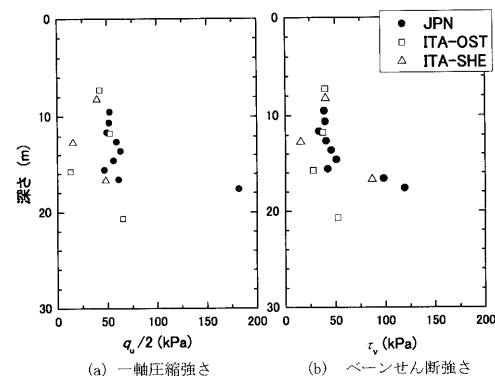 ● JPN
□ ITA-OST
△ ITA-SHE
0
10
20
30
深さ (m)
0 50 100 150 200
qu/2 (kPa)
(a) 一軸圧縮強さ
0 50 100 150 200
τv (kPa)
(b) ベーンせん断強さ